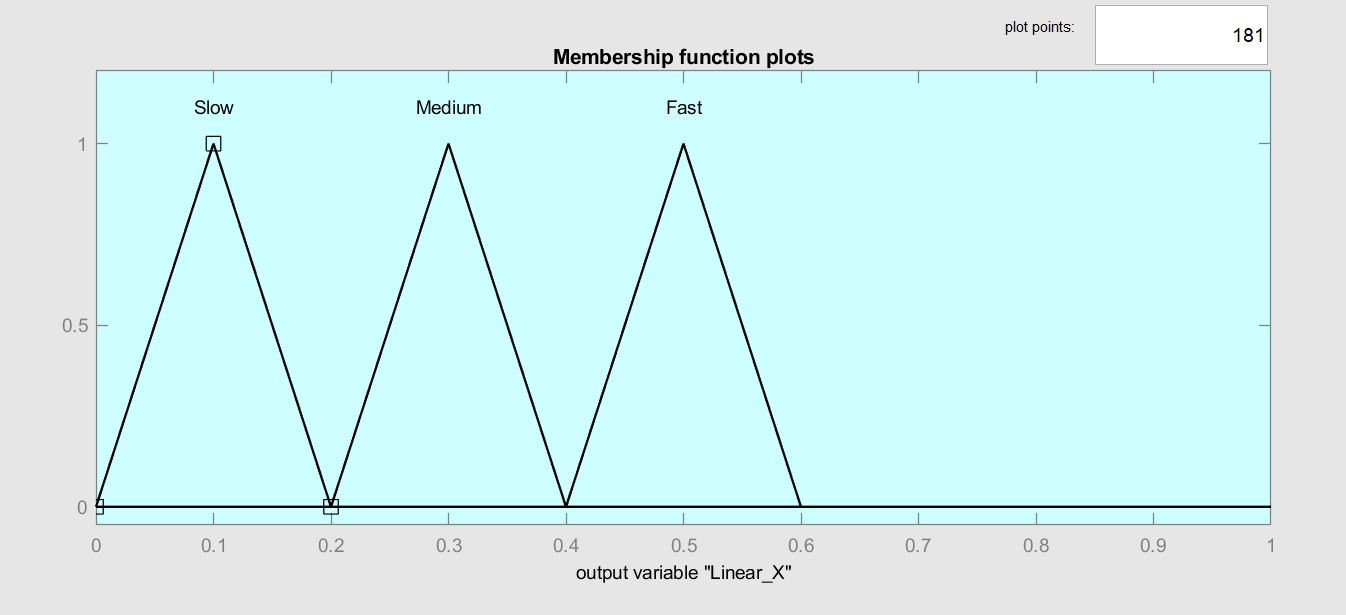 plot points: 181
Membership function plots
Slow Medium Fast
1
0.5
0
0 0.1 0.2 0.3 0.4 0.5 0.6 0.7 0.8 0.9 1
output variable "Linear_X"